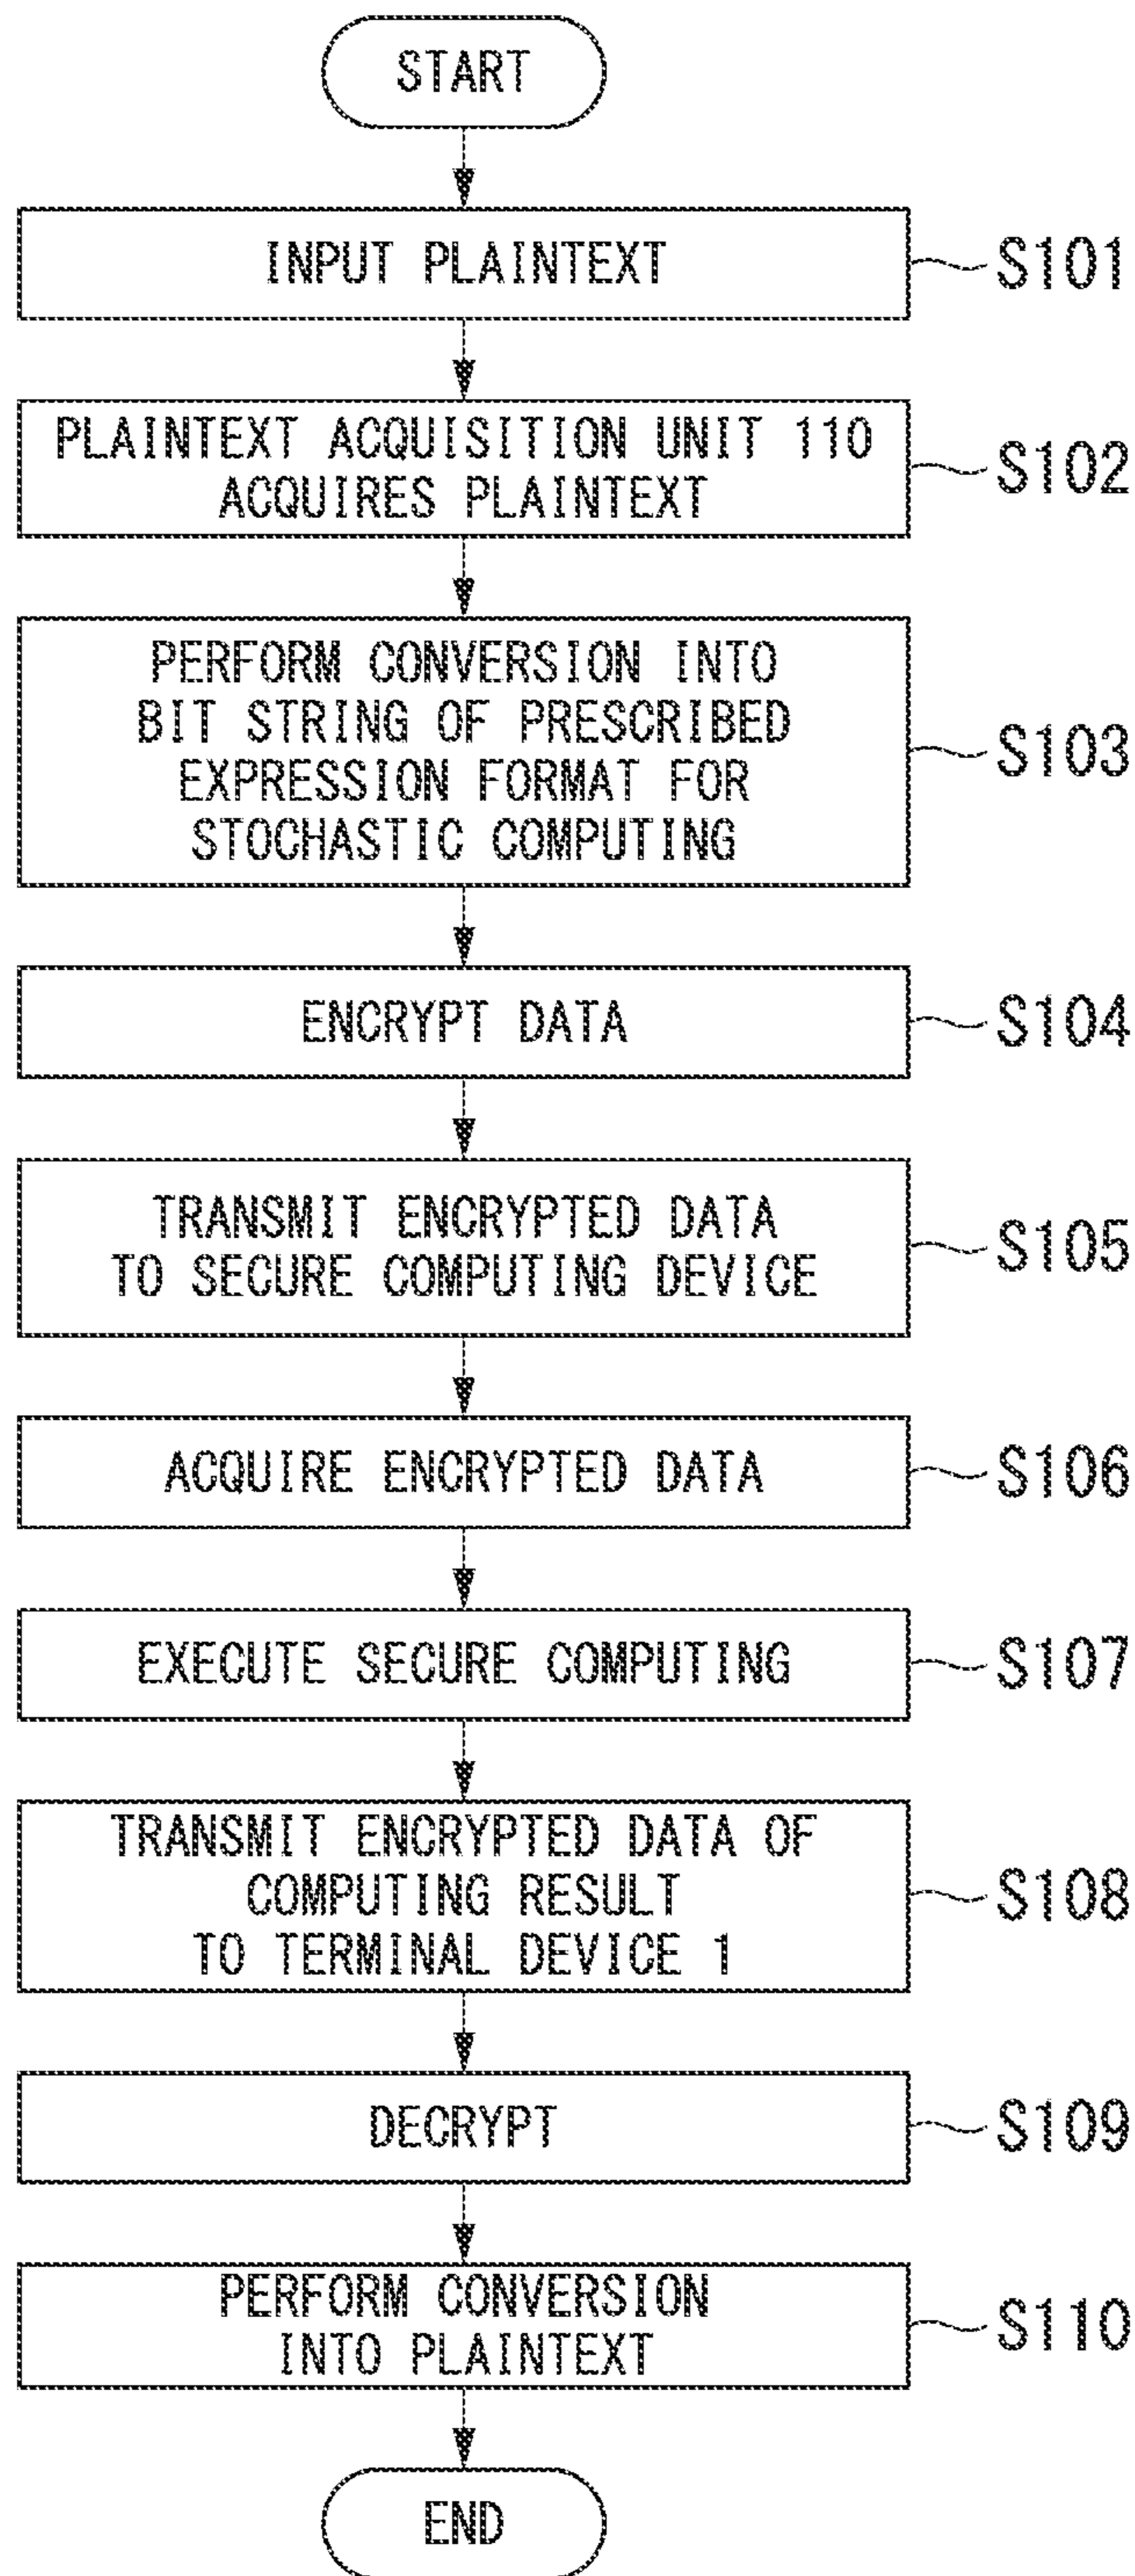 START
INPUT PLAINTEXT
S101
PLAINTEXT ACQUISITION UNIT 110
ACQUIRES PLAINTEXT
S102
PERFORM CONVERSION INTO
BIT STRING OF PRESCRIBED
EXPRESSION FORMAT FOR
STOCHASTIC COMPUTING
S103
ENCRYPT DATA
S104
TRANSMIT ENCRYPTED DATA
TO SECURE COMPUTING DEVICE
S105
ACQUIRE ENCRYPTED DATA
S106
EXECUTE SECURE COMPUTING
S107
TRANSMIT ENCRYPTED DATA OF
COMPUTING RESULT
TO TERMINAL DEVICE 1
S108
DECRYPT
S109
PERFORM CONVERSION
INTO PLAINTEXT
S110
END